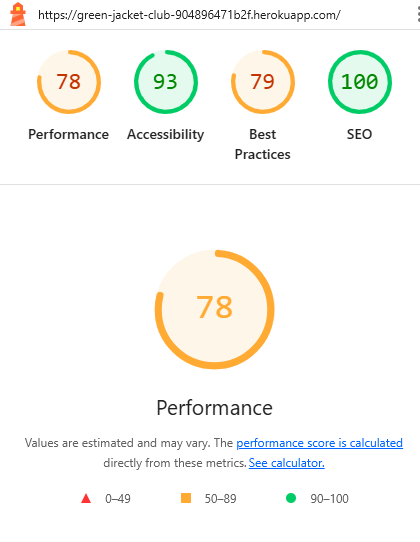 https://green-jacket-club-904896471b2f.herokuapp.com/
78 93 79 100
Performance Accessibility Best Practices SEO
78
Performance
Values are estimated and may vary. The performance score is calculated
directly from these metrics. See calculator.
0–49 50–89 90–100